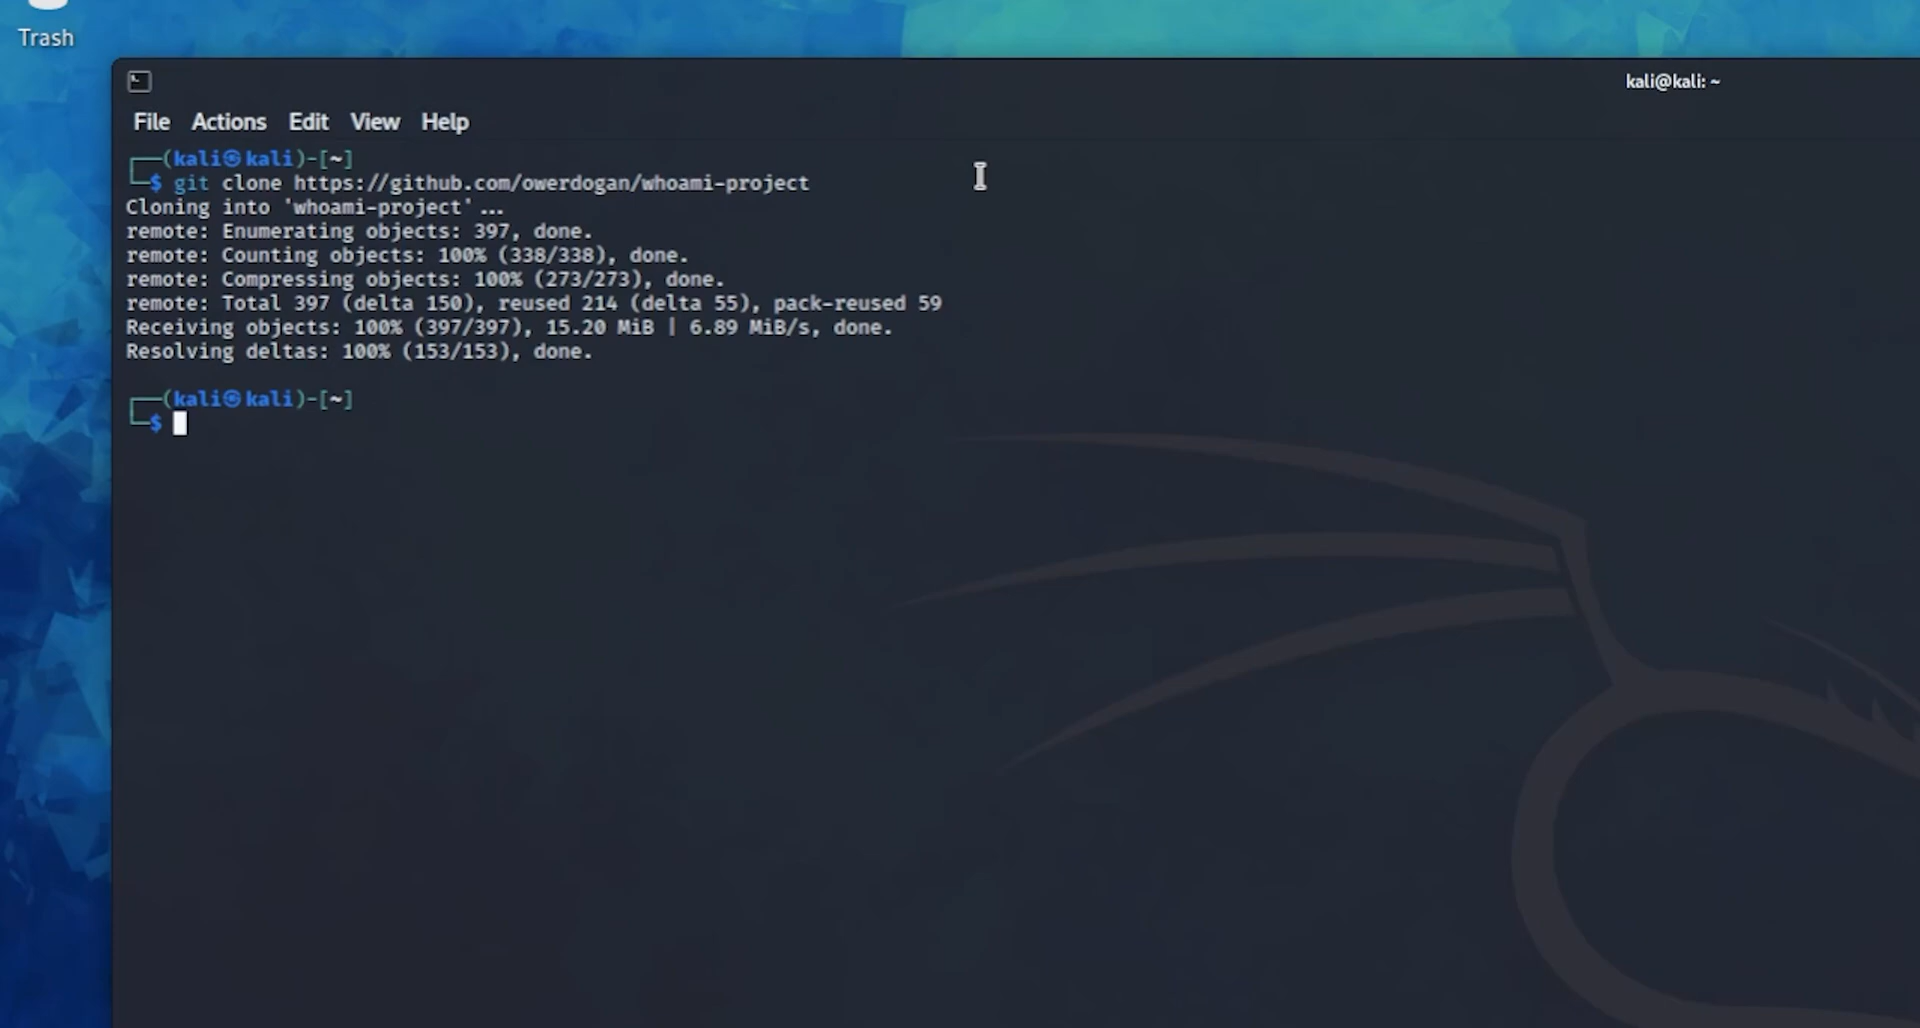 Trash
kali@kali: ~
File Actions Edit View Help
┌──(kali㉿kali)-[~]
└─$ git clone https://github.com/owerdogan/whoami-project
Cloning into 'whoami-project'...
remote: Enumerating objects: 397, done.
remote: Counting objects: 100% (338/338), done.
remote: Compressing objects: 100% (273/273), done.
remote: Total 397 (delta 150), reused 214 (delta 55), pack-reused 59
Receiving objects: 100% (397/397), 15.20 MiB | 6.89 MiB/s, done.
Resolving deltas: 100% (153/153), done.
┌──(kali㉿kali)-[~]
└─$